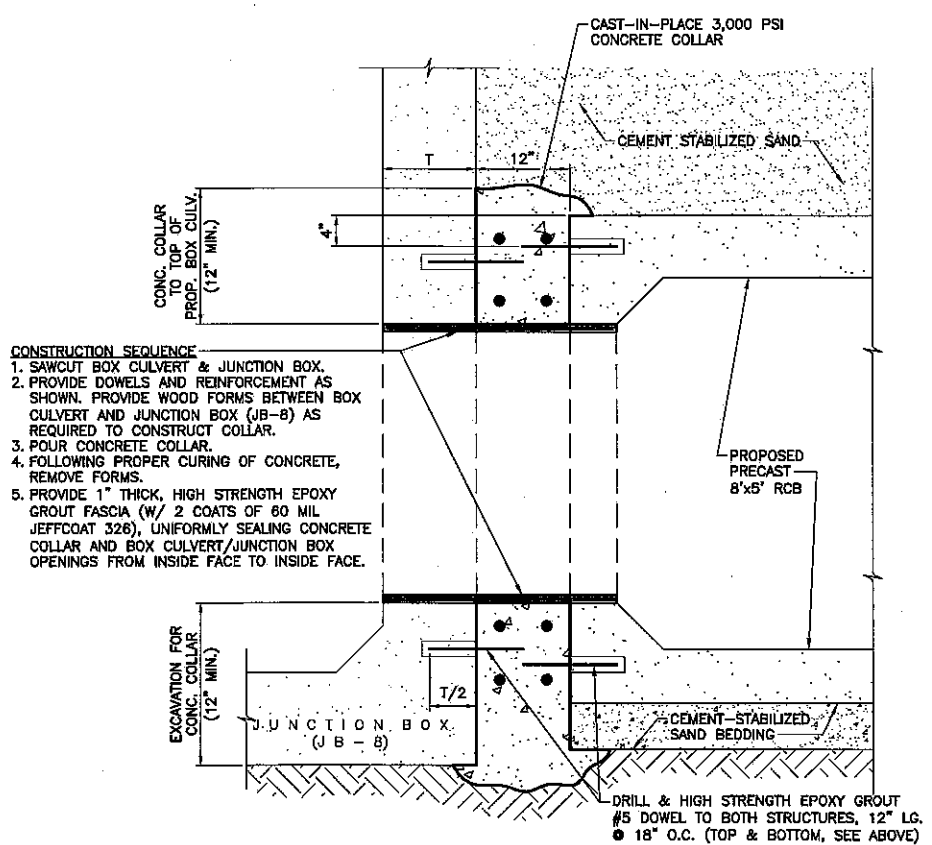 CAST-IN-PLACE 3,000 PSI
CONCRETE COLLAR
CEMENT STABILIZED SAND
T
12"
4"
CONC. COLLAR
TO TOP OF
PROP. BOX CULV.
(12" MIN.)
CONSTRUCTION SEQUENCE
1. SAWCUT BOX CULVERT & JUNCTION BOX.
2. PROVIDE DOWELS AND REINFORCEMENT AS
SHOWN. PROVIDE WOOD FORMS BETWEEN BOX
CULVERT AND JUNCTION BOX (JB-8) AS
REQUIRED TO CONSTRUCT COLLAR.
3. POUR CONCRETE COLLAR.
4. FOLLOWING PROPER CURING OF CONCRETE,
REMOVE FORMS.
5. PROVIDE 1" THICK, HIGH STRENGTH EPOXY
GROUT FASCIA (W/ 2 COATS OF 60 MIL
JEFFCOAT 326), UNIFORMLY SEALING CONCRETE
COLLAR AND BOX CULVERT/JUNCTION BOX
OPENINGS FROM INSIDE FACE TO INSIDE FACE.
PROPOSED
PRECAST
8'x5' RCB
EXCAVATION FOR
CONC. COLLAR
(12" MIN.)
T/2
JUNCTION BOX
(JB-8)
CEMENT-STABILIZED
SAND BEDDING
DRILL & HIGH STRENGTH EPOXY GROUT
#5 DOWEL TO BOTH STRUCTURES, 12" LG.
@ 18" O.C. (TOP & BOTTOM, SEE ABOVE)